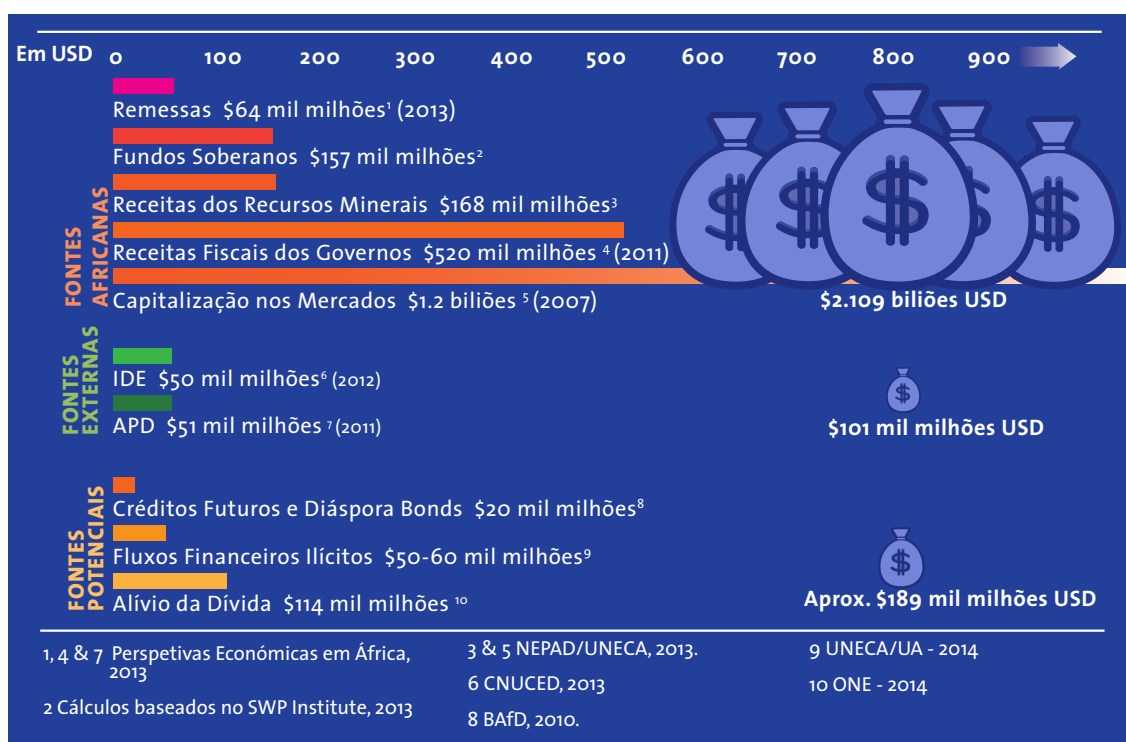 Em USD 0 100 200 300 400 500 600 700 800 900
FONTES
AFRICANAS
Remessas $64 mil milhões¹ (2013)
Fundos Soberanos $157 mil milhões²
Receitas dos Recursos Minerais $168 mil milhões³
Receitas Fiscais dos Governos $520 mil milhões ⁴ (2011)
Capitalização nos Mercados $1.2 biliões ⁵ (2007)
$ $ $ $ $
$2.109 biliões USD
FONTES
EXTERNAS
IDE $50 mil milhões⁶ (2012)
APD $51 mil milhões ⁷ (2011)
$
$101 mil milhões USD
FONTES
POTENCIAIS
Créditos Futuros e Diáspora Bonds $20 mil milhões⁸
Fluxos Financeiros Ilícitos $50-60 mil milhões⁹
Alívio da Dívida $114 mil milhões ¹⁰
$
Aprox. $189 mil milhões USD
1, 4 & 7 Perspetivas Económicas em África,
2013
2 Cálculos baseados no SWP Institute, 2013
3 & 5 NEPAD/UNECA, 2013.
6 CNUCED, 2013
8 BAfD, 2010.
9 UNECA/UA - 2014
10 ONE - 2014